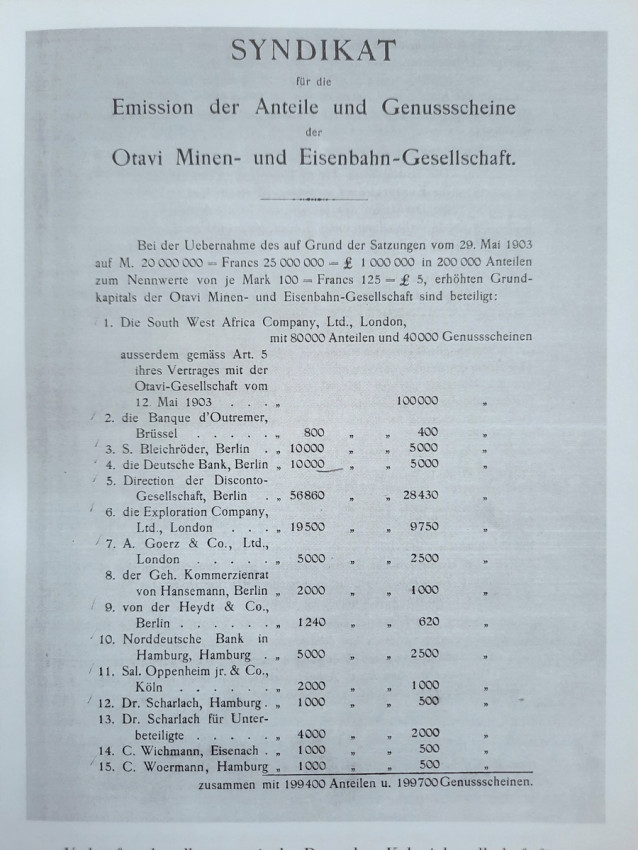 SYNDIKAT
für die
Emission der Anteile und Genussscheine
der
Otavi Minen- und Eisenbahn-Gesellschaft.
Bei der Uebernahme des auf Grund der Satzungen vom 29. Mai 1903
auf M. 20 000 000 = Francs 25 000 000 = £ 1 000 000 in 200 000 Anteilen
zum Nennwerte von je Mark 100 = Francs 125 = £ 5, erhöhten Grund-
kapitals der Otavi Minen- und Eisenbahn-Gesellschaft sind beteiligt:
1. Die South West Africa Company, Ltd., London,
mit 80000 Anteilen und 40000 Genussscheinen
ausserdem gemäss Art. 5
ihres Vertrages mit der
Otavi-Gesellschaft vom
12. Mai 1903 . . . „ 100000 „
2. die Banque d'Outremer,
Brüssel . . . . . „ 800 „ „ 400 „
3. S. Bleichröder, Berlin . „ 10000 „ „ 5000 „
4. die Deutsche Bank, Berlin „ 10000 „ „ 5000 „
5. Direction der Disconto-
Gesellschaft, Berlin . „ 56860 „ „ 28430 „
6. die Exploration Company,
Ltd., London . . . „ 19500 „ „ 9750 „
7. A. Goerz & Co., Ltd.,
London . . . . . „ 5000 „ „ 2500 „
8. der Geh. Kommerzienrat
von Hansemann, Berlin „ 2000 „ „ 1000 „
9. von der Heydt & Co.,
Berlin . . . . . . „ 1240 „ „ 620 „
10. Norddeutsche Bank in
Hamburg, Hamburg . „ 5000 „ „ 2500 „
11. Sal. Oppenheim jr. & Co.,
Köln . . . . . . „ 2000 „ „ 1000 „
12. Dr. Scharlach, Hamburg . „ 1000 „ „ 500 „
13. Dr. Scharlach für Unter-
beteiligte . . . . . „ 4000 „ „ 2000 „
14. C. Wichmann, Eisenach . „ 1000 „ „ 500 „
15. C. Woermann, Hamburg „ 1000 „ „ 500 „
zusammen mit 199400 Anteilen u. 199700 Genussscheinen.